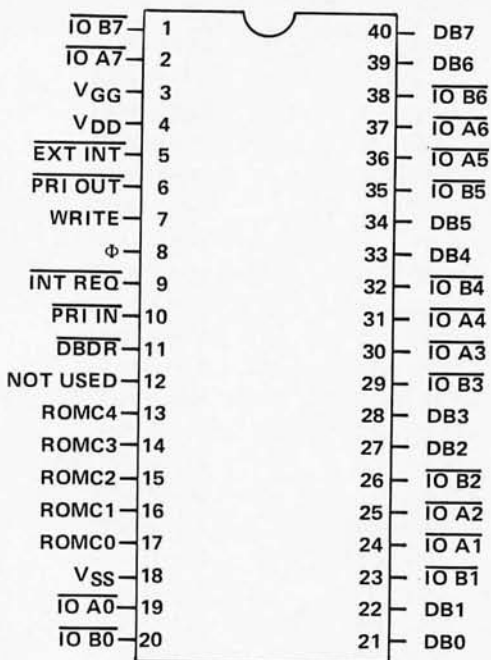 IO B7 1 40 DB7
IO A7 2 39 DB6
VGG 3 38 IO B6
VDD 4 37 IO A6
EXT INT 5 36 IO A5
PRI OUT 6 35 IO B5
WRITE 7 34 DB5
Φ 8 33 DB4
INT REQ 9 32 IO B4
PRI IN 10 31 IO A4
DBDR 11 30 IO A3
NOT USED 12 29 IO B3
ROMC4 13 28 DB3
ROMC3 14 27 DB2
ROMC2 15 26 IO B2
ROMC1 16 25 IO A2
ROMC0 17 24 IO A1
VSS 18 23 IO B1
IO A0 19 22 DB1
IO B0 20 21 DB0